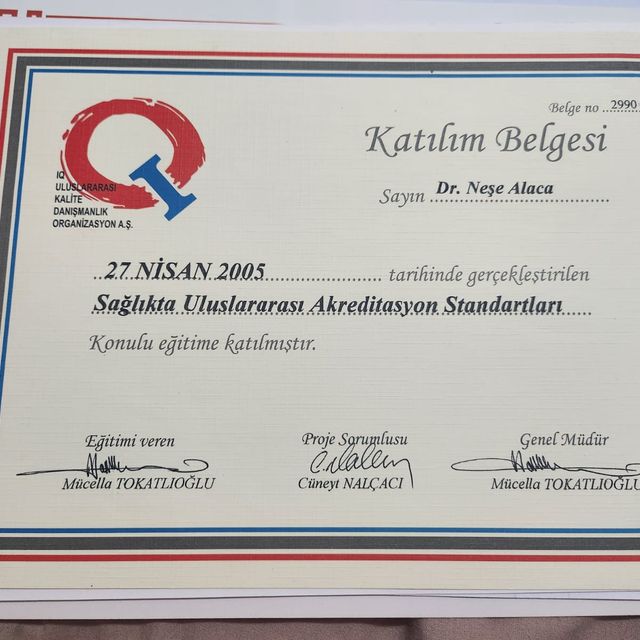 Belge no ..2990
Katılım Belgesi
Sayın Dr. Neşe Alaca
IQ
ULUSLARARASI
KALİTE
DANIŞMANLIK
ORGANİZASYON A.Ş.
27 NİSAN 2005 tarihinde gerçekleştirilen
Sağlıkta Uluslararası Akreditasyon Standartları
Konulu eğitime katılmıştır.
Eğitimi veren Proje Sorumlusu Genel Müdür
Mücella TOKATLIOĞLU Cüneyt NALÇACI Mücella TOKATLIOĞLU